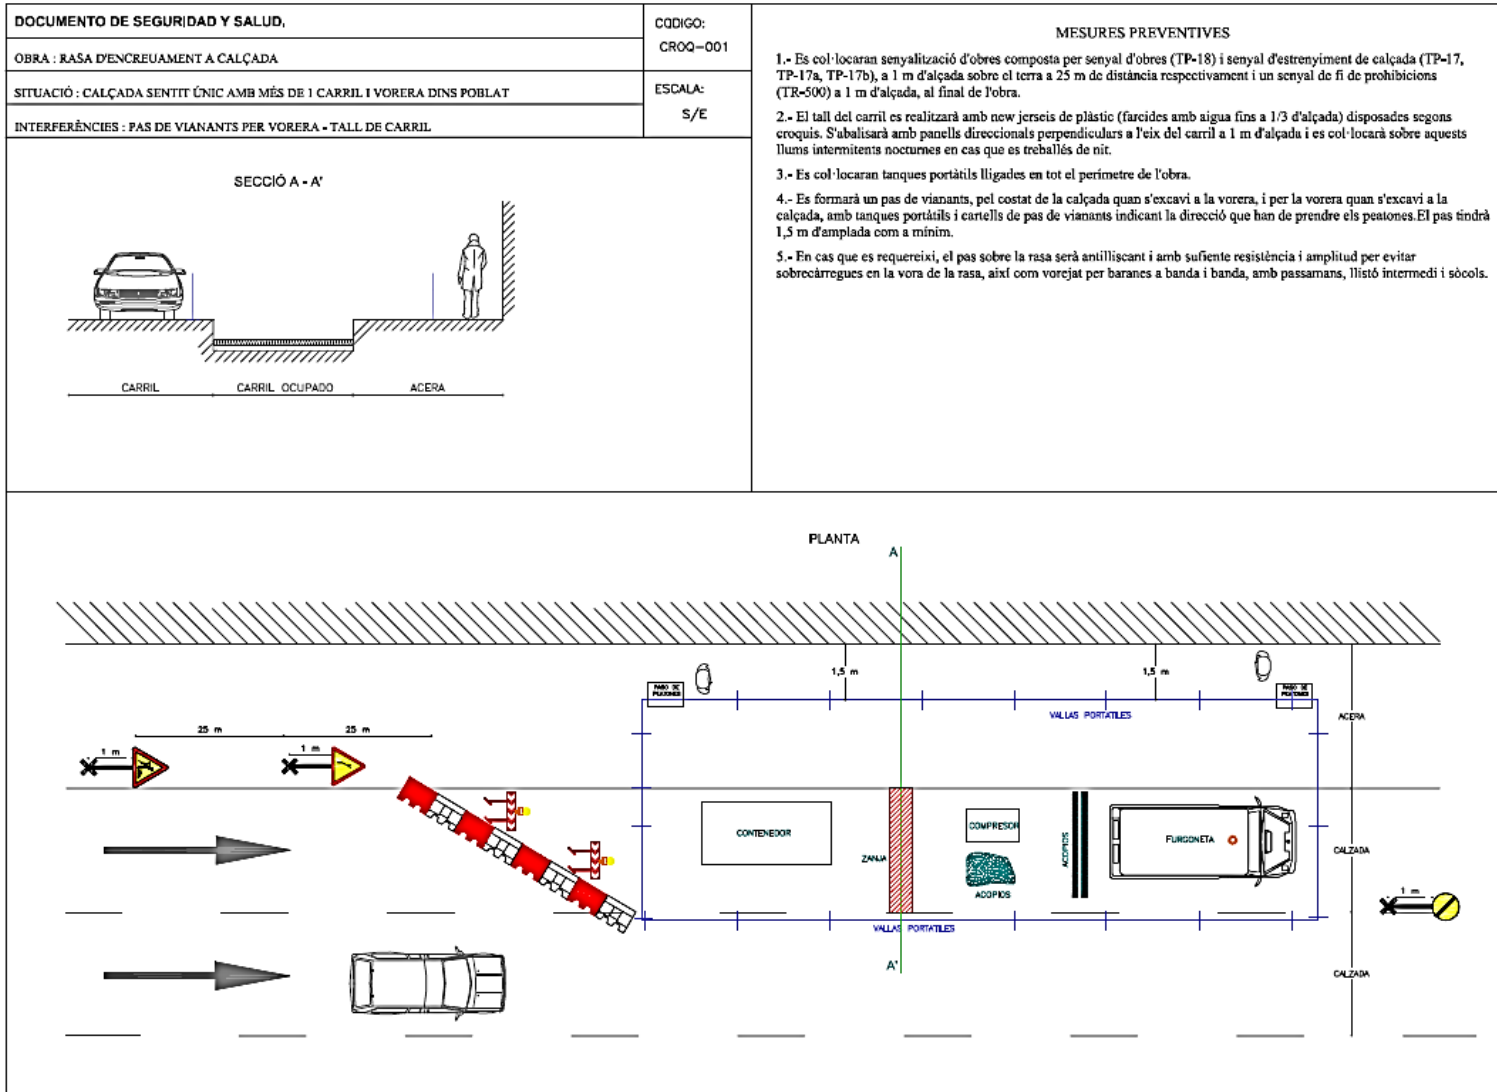 DOCUMENTO DE SEGURIDAD Y SALUD.
OBRA : RASA D'ENCREUAMENT A CALÇADA
SITUACIÓ : CALÇADA SENTIT ÚNIC AMB MÉS DE 1 CARRIL I VORERA DINS POBLAT
INTERFERÈNCIES : PAS DE VIANANTS PER VORERA - TALL DE CARRIL
CODIGO:
CROQ-001
ESCALA:
S/E
SECCIÓ A - A'
CARRIL
CARRIL OCUPADO
ACERA
MESURES PREVENTIVES
1.- Es col·locaran senyalització d'obres composta per senyal d'obres (TP-18) i senyal d'estrenyiment de calçada (TP-17,
TP-17a, TP-17b), a 1 m d'alçada sobre el terra a 25 m de distància respectivament i un senyal de fi de prohibicions
(TR-500) a 1 m d'alçada, al final de l'obra.
2.- El tall del carril es realitzarà amb new jerseis de plàstic (farcides amb aigua fins a 1/3 d'alçada) disposades segons
croquis. S'abalisarà amb panells direccionals perpendiculars a l'eix del carril a 1 m d'alçada i es col·locarà sobre aquests
llums intermitents nocturnes en cas que es treballés de nit.
3.- Es col·locaran tanques portàtils lligades en tot el perímetre de l'obra.
4.- Es formarà un pas de vianants, pel costat de la calçada quan s'excavi a la vorera, i per la vorera quan s'excavi a la
calçada, amb tanques portàtils i cartells de pas de vianants indicant la direcció que han de prendre els peatones.El pas tindrà
1,5 m d'amplada com a mínim.
5.- En cas que es requereixi, el pas sobre la rasa serà antilliscant i amb sufiente resistència i amplitud per evitar
sobrecàrregues en la vora de la rasa, així com vorejat per baranes a banda i banda, amb passamans, llistó intermedi i sòcols.
PLANTA
A
1,5 m
1,5 m
PASO DE
PEATONES
PASO DE
PEATONES
VALLAS PORTATILES
ACERA
25 m
25 m
1 m
1 m
CONTENEDOR
ZANJA
COMPRESOR
ACOPIOS
ACOPIOS
FURGONETA
CALZADA
1 m
VALLAS PORTATILES
A'
CALZADA